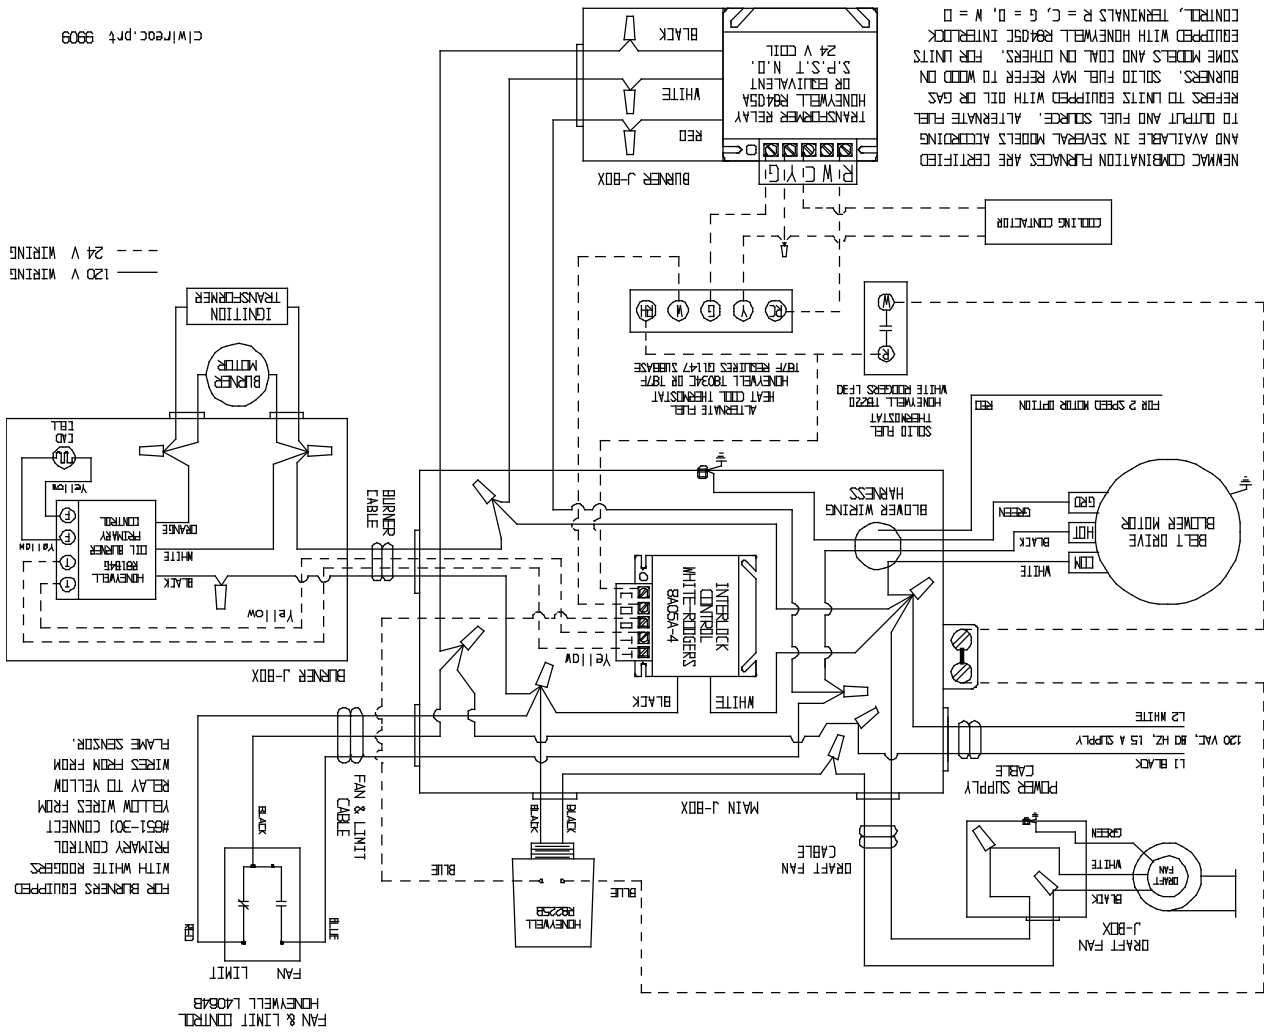 FAN & LIMIT CONTROL
HONEYWELL L4064B
FAN
LIMIT
BLUE
RED
BLACK
FOR BURNERS EQUIPPED
WITH WHITE RODGERS
PRIMARY CONTROL
#651-301 CONNECT
YELLOW WIRES FROM
RELAY TO YELLOW
WIRES FROM FROM
FLAME SENSOR.
DRAFT FAN
J-BOX
DRAFT
FAN
BLACK
WHITE
GREEN
HONEYWELL
R8225B
BLUE
BLUE
BLACK
BLACK
DRAFT FAN
CABLE
FAN & LIMIT
CABLE
POWER SUPPLY
CABLE
L1 BLACK
120 VAC, 60 HZ, 15 A SUPPLY
L2 WHITE
MAIN J-BOX
BLACK
WHITE
INTERLOCK
CONTROL
WHITE-RODGERS
8A05A-4
Yellow
BURNER J-BOX
Yellow
BLACK
WHITE
ORANGE
HONEYWELL
R8184G
OIL BURNER
PRIMARY
CONTROL
T
T
F
F
Yellow
Yellow
CAD
CELL
BURNER
CABLE
BURNER
MOTOR
IGNITION
TRANSFORMER
BELT DRIVE
BLOWER MOTOR
COM
HOT
GRD
WHITE
BLACK
GREEN
BLOWER WIRING
HARNESS
FOR 2 SPEED MOTOR OPTION
RED
SOLID FUEL
THERMOSTAT
HONEYWELL T822D
WHITE RODGERS 1F30
R
W
ALTERNATE FUEL
HEAT COOL THERMOSTAT
HONEYWELL T8034C OR T87F
T87F REQUIRES Q1147 SUBBASE
RC
Y
G
W
RH
120 V WIRING
24 V WIRING
COOLING CONTACTOR
R W C Y G
BURNER J-BOX
TRANSFORMER RELAY
HONEYWELL R8405A
OR EQUIVALENT
S.P.S.T N.O.
24 V COIL
RED
WHITE
BLACK
NEWMAC COMBINATION FURNACES ARE CERTIFIED
AND AVAILABLE IN SEVERAL MODELS ACCORDING
TO OUTPUT AND FUEL SOURCE. ALTERNATE FUEL
REFERS TO UNITS EQUIPPED WITH OIL OR GAS
BURNERS. SOLID FUEL MAY REFER TO WOOD ON
SOME MODELS AND COAL ON OTHERS. FOR UNITS
EQUIPPED WITH HONEYWELL R8405C INTERLOCK
CONTROL, TERMINALS R = C, G = O, W = O
clwireoc.prt 9909